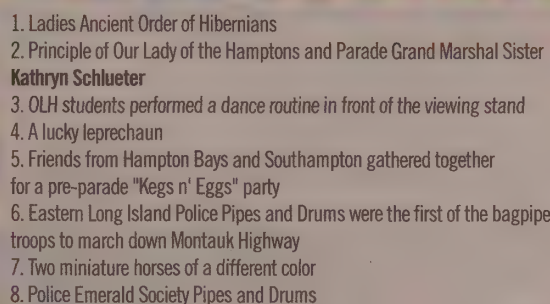 1. Ladies Ancient Order of Hibernians
2. Principle of Our Lady of the Hamptons and Parade Grand Marshal Sister
Kathryn Schlueter
3. OLH students performed a dance routine in front of the viewing stand
4. A lucky leprechaun
5. Friends from Hampton Bays and Southampton gathered together
for a pre-parade "Kegs n' Eggs" party
6. Eastern Long Island Police Pipes and Drums were the first of the bagpipe
troops to march down Montauk Highway
7. Two miniature horses of a different color
8. Police Emerald Society Pipes and Drums